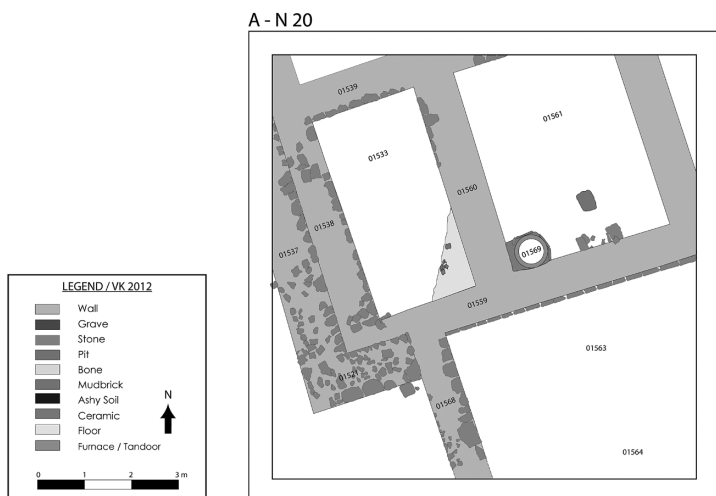 A - N 20
01539
01533
01561
01560
01538
01537
01569
01559
01563
01521
01568
01564
LEGEND / VK 2012
Wall
Grave
Stone
Pit
Bone
Mudbrick
Ashy Soil
Ceramic
Floor
Furnace / Tandoor
N
0 1 2 3 m